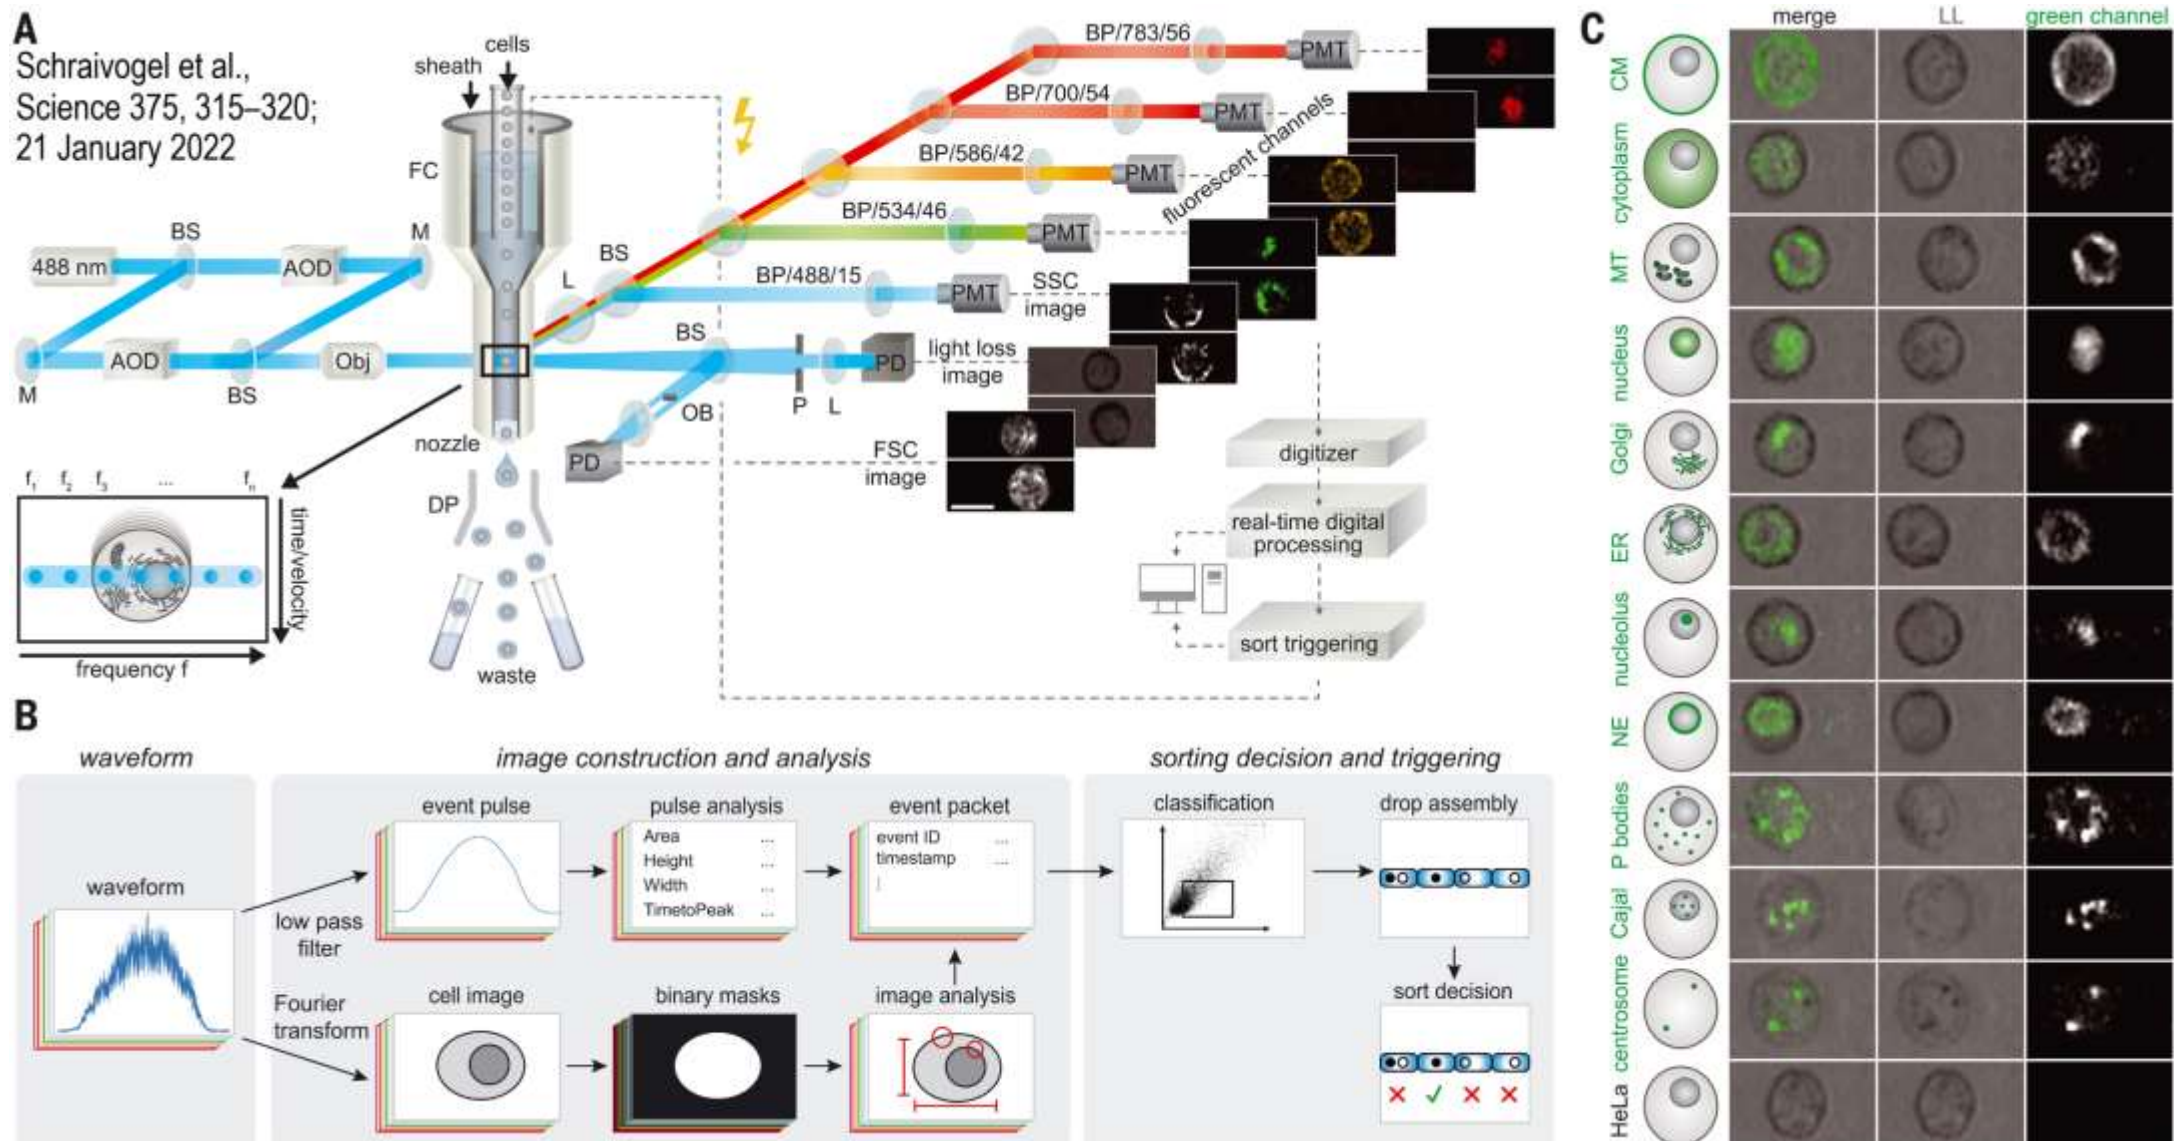 A
Schraivogel et al.,
Science 375, 315–320;
21 January 2022
cells
sheath
FC
BS
M
488 nm
AOD
M
AOD
BS
Obj
L
BS
BP/783/56
PMT
BP/700/54
PMT
BP/586/42
PMT
BP/534/46
PMT
fluorescent channels
BP/488/15
PMT
SSC
image
BS
PD
light loss
image
OB
P
L
PD
FSC
image
nozzle
DP
waste
f1 f2 f3 ... fn
time/velocity
frequency f
digitizer
real-time digital
processing
sort triggering
B
waveform
image construction and analysis
sorting decision and triggering
waveform
low pass
filter
Fourier
transform
event pulse
pulse analysis
Area ...
Height ...
Width ...
TimetoPeak ...
event packet
event ID ...
timestamp ...
cell image
binary masks
image analysis
classification
drop assembly
sort decision
C
merge
LL
green channel
CM
cytoplasm
MT
nucleus
Golgi
ER
nucleolus
NE
P bodies
Cajal
centrosome
HeLa